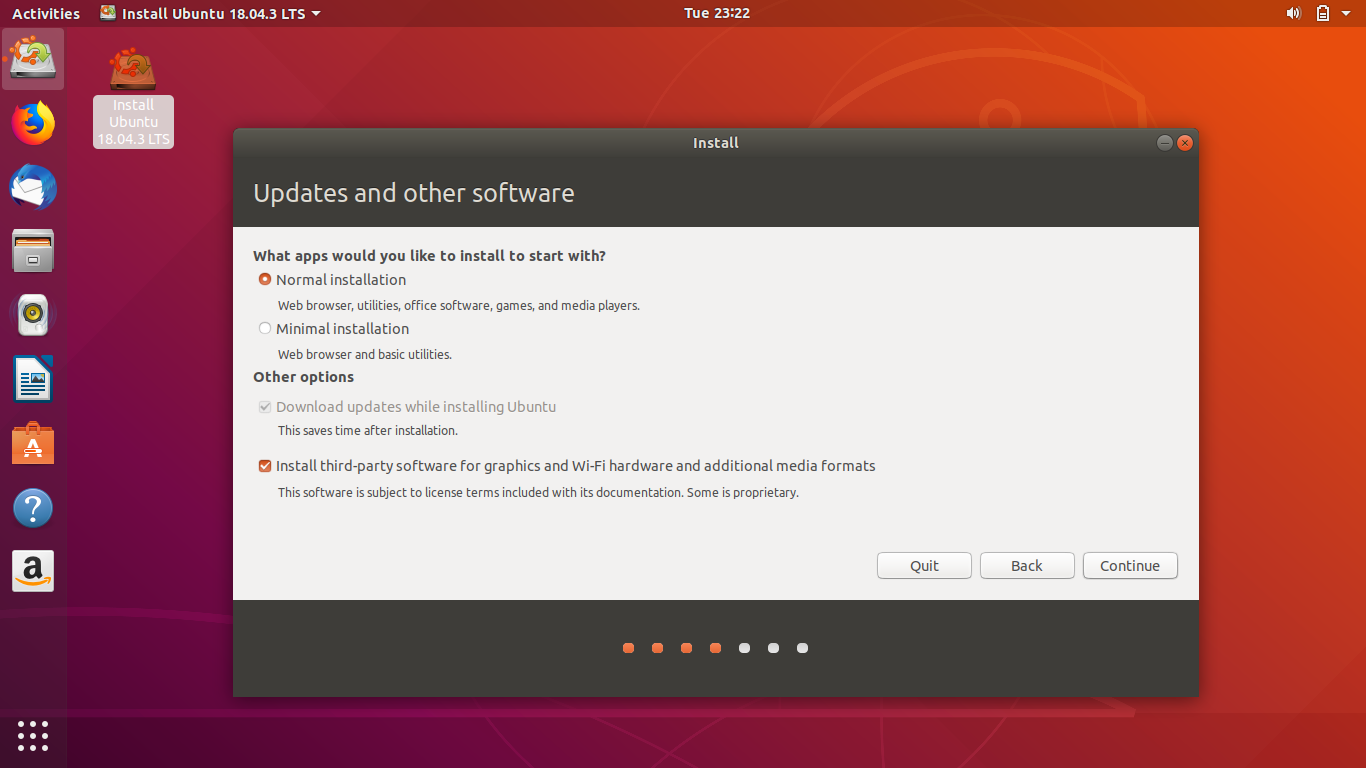 Activities Install Ubuntu 18.04.3 LTS Tue 23:22
Install
Ubuntu
18.04.3 LTS
Install
Updates and other software
What apps would you like to install to start with?
Normal installation
Web browser, utilities, office software, games, and media players.
Minimal installation
Web browser and basic utilities.
Other options
Download updates while installing Ubuntu
This saves time after installation.
Install third-party software for graphics and Wi-Fi hardware and additional media formats
This software is subject to license terms included with its documentation. Some is proprietary.
Quit Back Continue